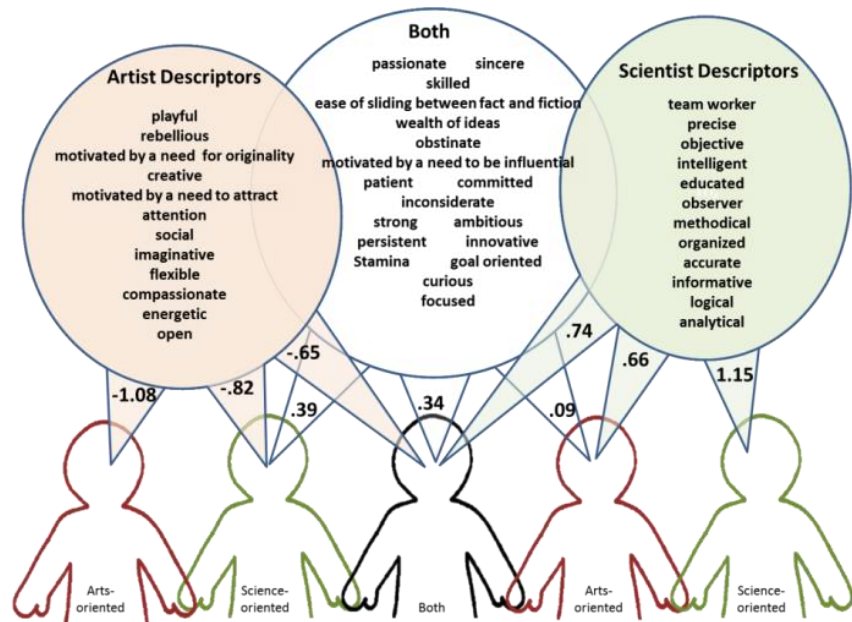 Artist Descriptors
playful
rebellious
motivated by a need for originality
creative
motivated by a need to attract
attention
social
imaginative
flexible
compassionate
energetic
open
Both
passionate sincere
skilled
ease of sliding between fact and fiction
wealth of ideas
obstinate
motivated by a need to be influential
patient committed
inconsiderate
strong ambitious
persistent innovative
Stamina goal oriented
curious
focused
Scientist Descriptors
team worker
precise
objective
intelligent
educated
observer
methodical
organized
accurate
informative
logical
analytical
-1.08
-.82
-.65
.39
.34
.74
.09
.66
1.15
Arts-
oriented
Science-
oriented
Both
Arts-
oriented
Science-
oriented